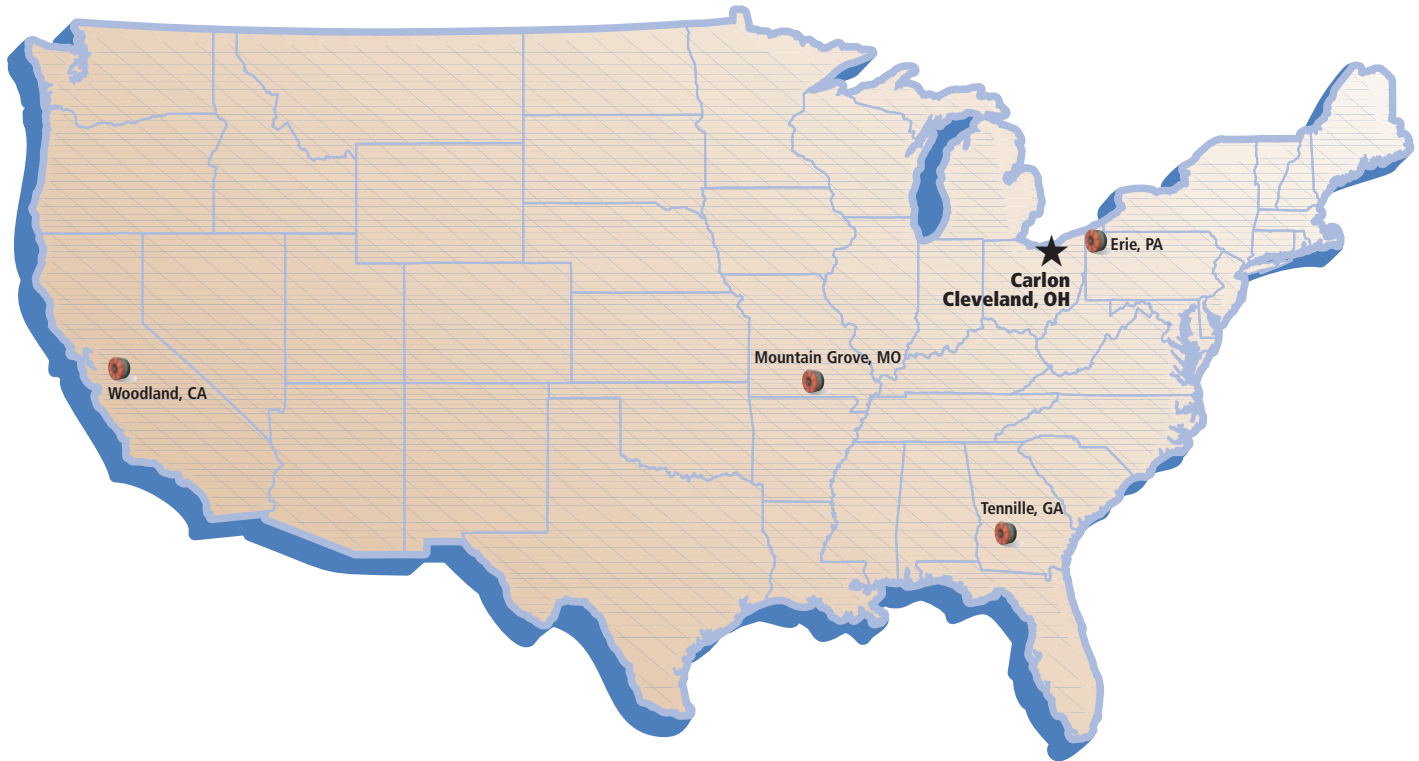 Erie, PA
Carlon
Cleveland, OH
Mountain Grove, MO
Woodland, CA
Tennille, GA